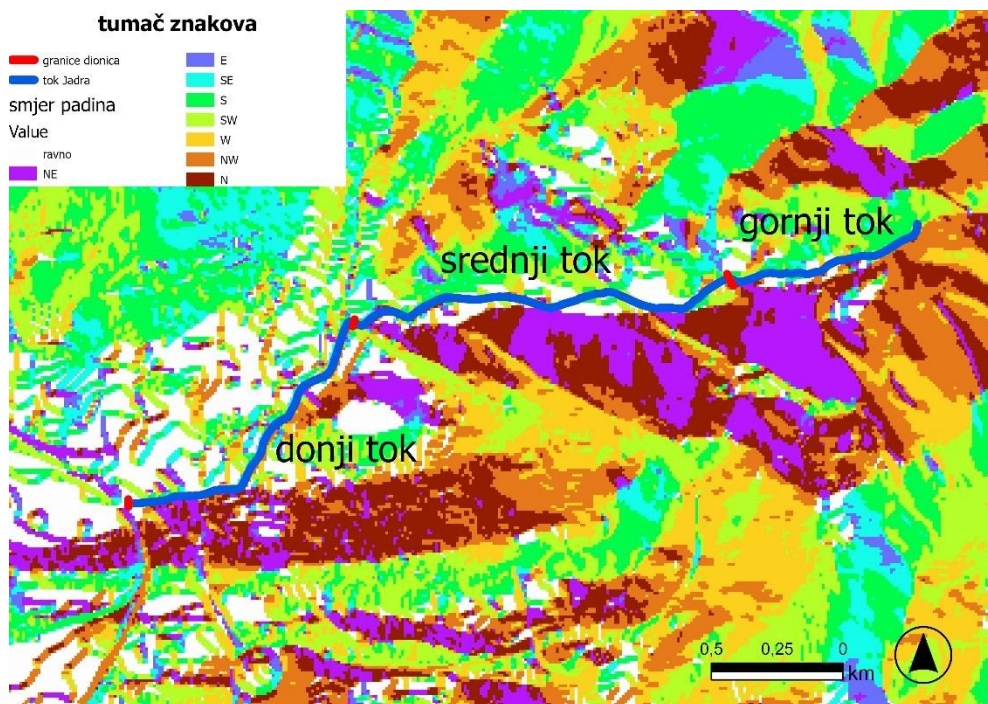 tumač znakova
granice dionica
tok Jadra
smjer padina
Value
ravno
NE
E
SE
S
SW
W
NW
N
gornji tok
srednji tok
donji tok
0,5 0,25 0
km